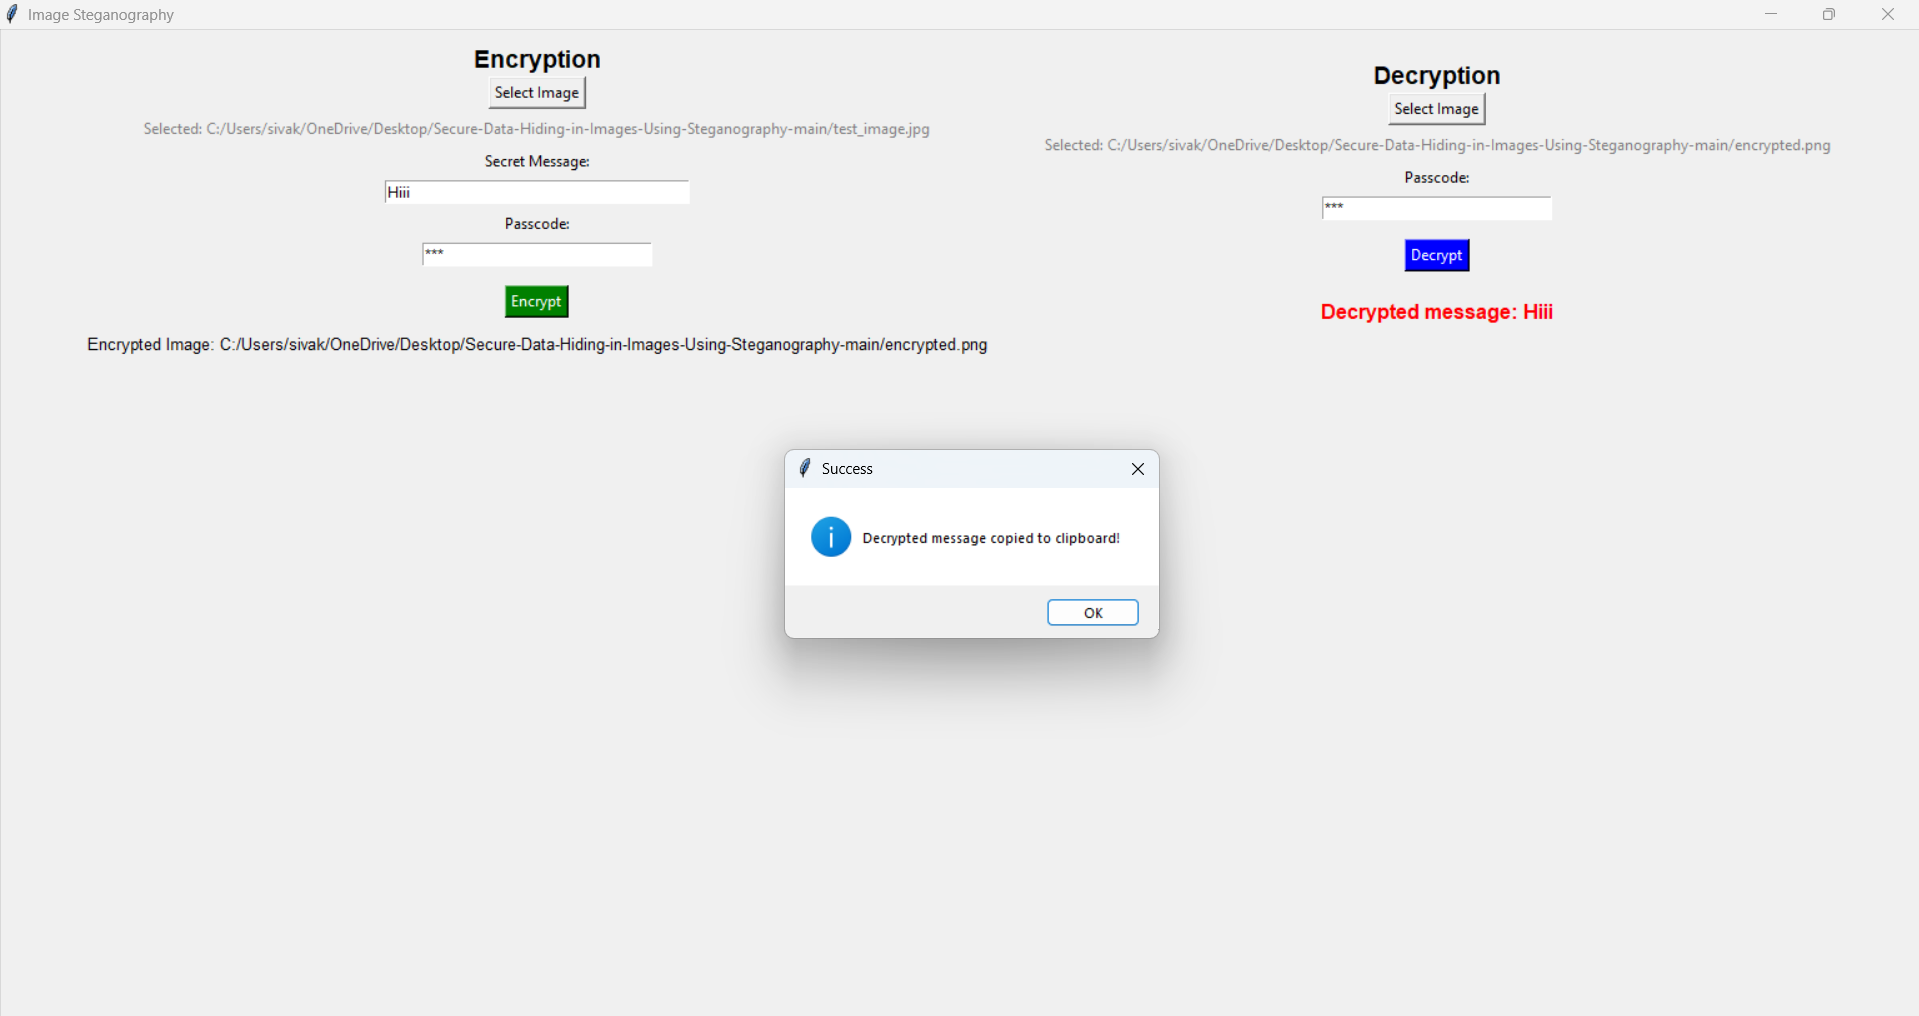 Image Steganography
Encryption
Select Image
Selected: C:/Users/sivak/OneDrive/Desktop/Secure-Data-Hiding-in-Images-Using-Steganography-main/test_image.jpg
Secret Message:
Hiii
Passcode:
***
Encrypt
Encrypted Image: C:/Users/sivak/OneDrive/Desktop/Secure-Data-Hiding-in-Images-Using-Steganography-main/encrypted.png
Decryption
Select Image
Selected: C:/Users/sivak/OneDrive/Desktop/Secure-Data-Hiding-in-Images-Using-Steganography-main/encrypted.png
Passcode:
***
Decrypt
Decrypted message: Hiii
Success
Decrypted message copied to clipboard!
OK